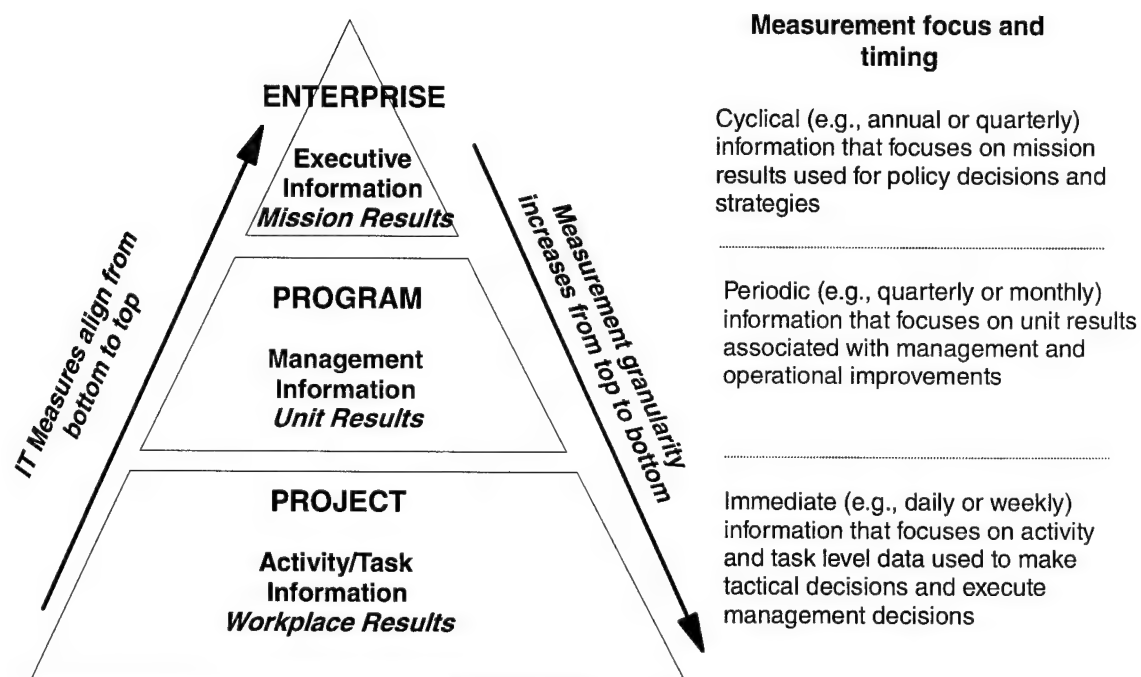 Measurement focus and
timing
ENTERPRISE
Executive
Information
Mission Results
Cyclical (e.g., annual or quarterly)
information that focuses on mission
results used for policy decisions and
strategies
IT Measures align from
bottom to top
Measurement granularity
increases from top to bottom
PROGRAM
Management
Information
Unit Results
Periodic (e.g., quarterly or monthly)
information that focuses on unit results
associated with management and
operational improvements
PROJECT
Activity/Task
Information
Workplace Results
Immediate (e.g., daily or weekly)
information that focuses on activity
and task level data used to make
tactical decisions and execute
management decisions